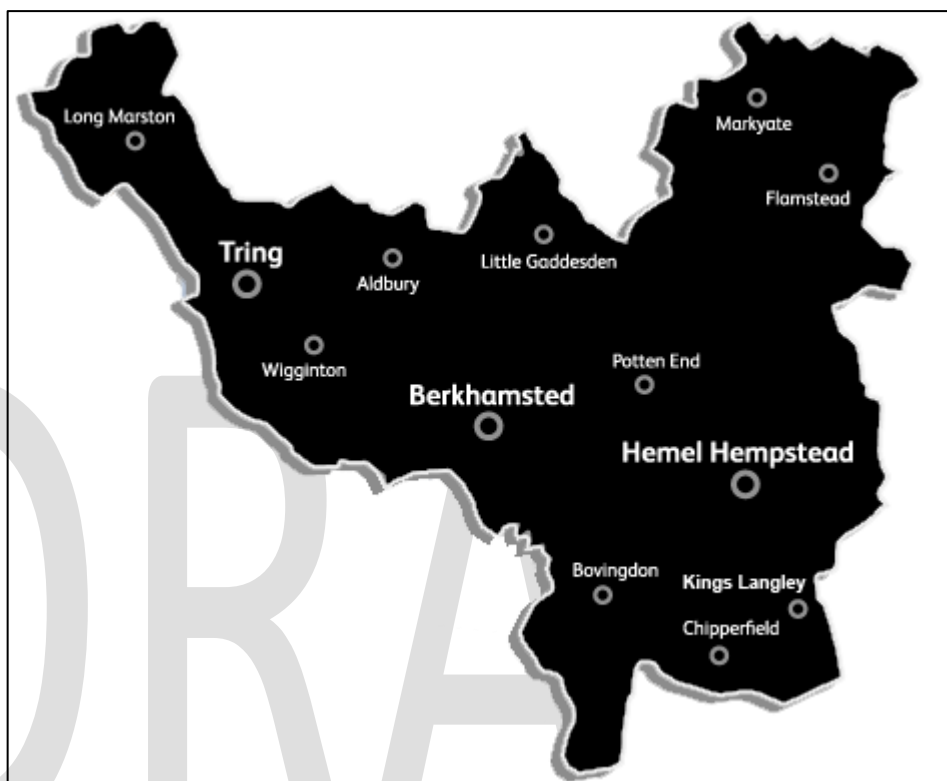 Long Marston
Markyate
Flamstead
Tring
Little Gaddesden
Aldbury
Wigginton
Potten End
Berkhamsted
Hemel Hempstead
Bovingdon
Kings Langley
Chipperfield
DRA